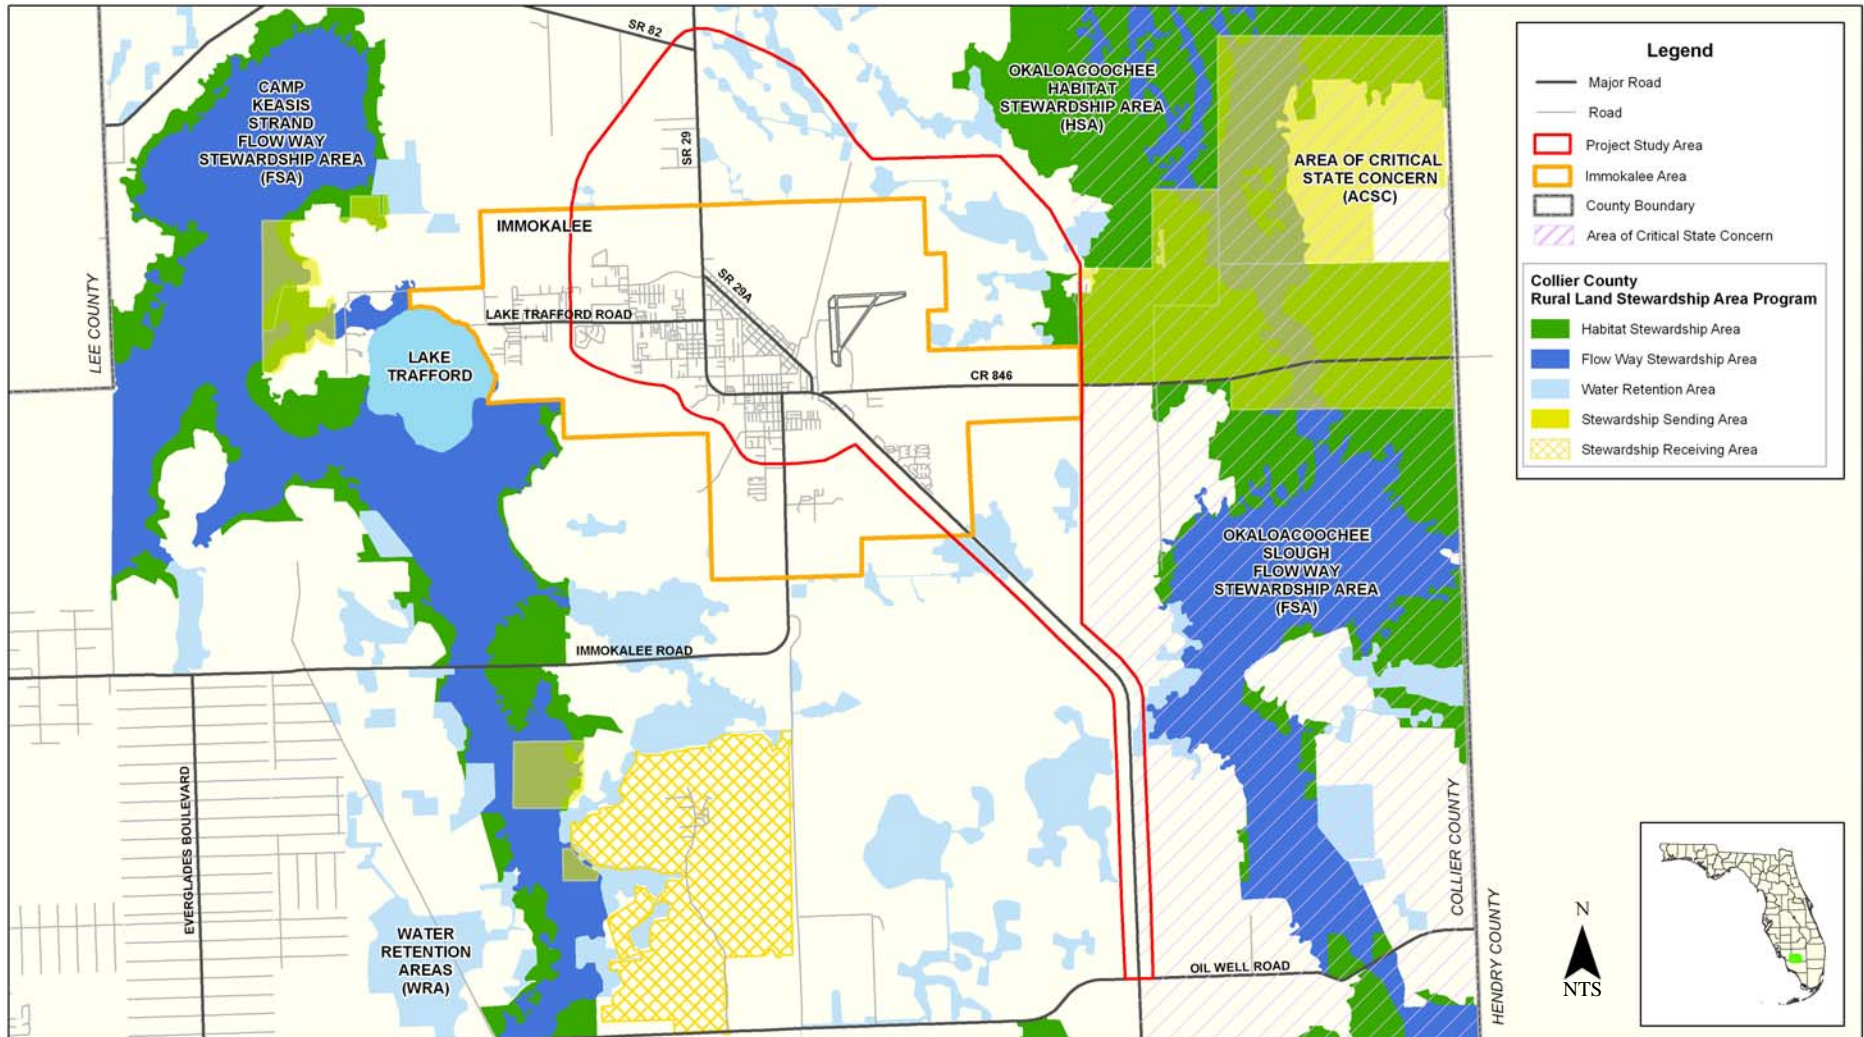 SR 82
CAMP
KEASIS
STRAND
FLOW WAY
STEWARDSHIP AREA
(FSA)
OKALOACOOCHEE
HABITAT
STEWARDSHIP AREA
(HSA)
AREA OF CRITICAL
STATE CONCERN
(ACSC)
SR 29
IMMOKALEE
SR 29A
LEE COUNTY
LAKE TRAFFORD ROAD
LAKE
TRAFFORD
CR 846
OKALOACOOCHEE
SLOUGH
FLOW WAY
STEWARDSHIP AREA
(FSA)
IMMOKALEE ROAD
EVERGLADES BOULEVARD
WATER
RETENTION
AREAS
(WRA)
OIL WELL ROAD
COLLIER COUNTY
HENDRY COUNTY
Legend
Major Road
Road
Project Study Area
Immokalee Area
County Boundary
Area of Critical State Concern
Collier County
Rural Land Stewardship Area Program
Habitat Stewardship Area
Flow Way Stewardship Area
Water Retention Area
Stewardship Sending Area
Stewardship Receiving Area
N
NTS